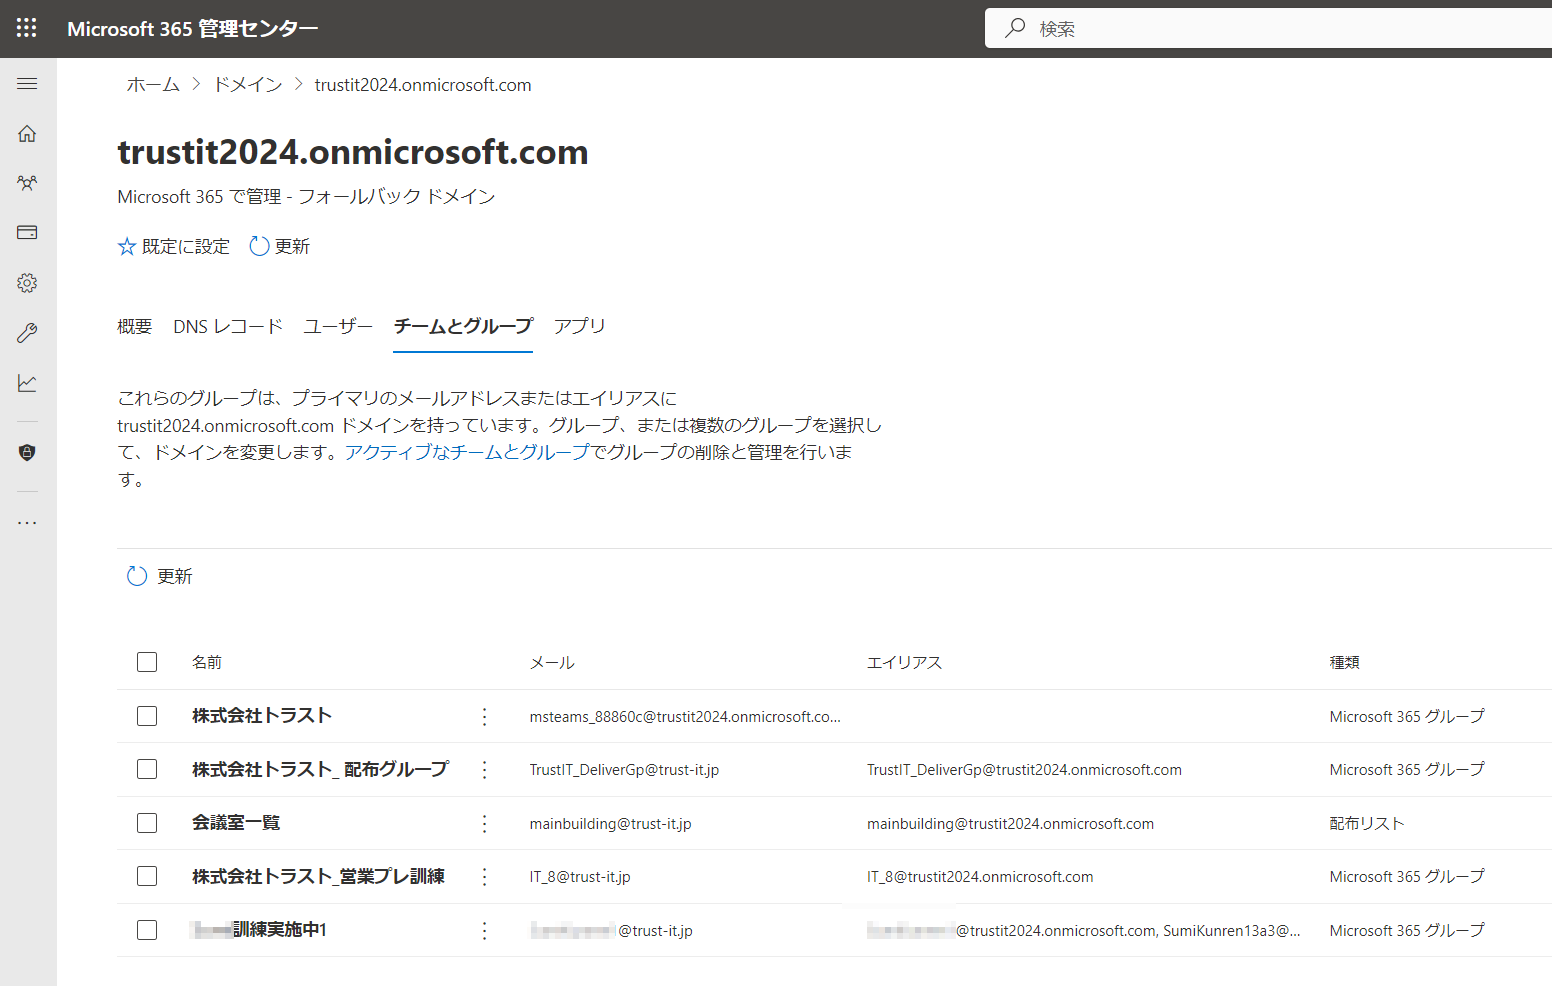 Microsoft 365 管理センター
検索
ホーム > ドメイン > trustit2024.onmicrosoft.com
trustit2024.onmicrosoft.com
Microsoft 365 で管理 - フォールバック ドメイン
既定に設定 更新
概要 DNS レコード ユーザー チームとグループ アプリ
これらのグループは、プライマリのメールアドレスまたはエイリアスに
trustit2024.onmicrosoft.com ドメインを持っています。グループ、または複数のグループを選択し
て、ドメインを変更します。アクティブなチームとグループでグループの削除と管理を行いま
す。
更新
名前 メール エイリアス 種類
株式会社トラスト msteams_88860c@trustit2024.onmicrosoft.co... Microsoft 365 グループ
株式会社トラスト_ 配布グループ TrustIT_DeliverGp@trust-it.jp TrustIT_DeliverGp@trustit2024.onmicrosoft.com Microsoft 365 グループ
会議室一覧 mainbuilding@trust-it.jp mainbuilding@trustit2024.onmicrosoft.com 配布リスト
株式会社トラスト_営業プレ訓練 IT_8@trust-it.jp IT_8@trustit2024.onmicrosoft.com Microsoft 365 グループ
訓練実施中1 @trust-it.jp @trustit2024.onmicrosoft.com, SumiKunren13a3@... Microsoft 365 グループ